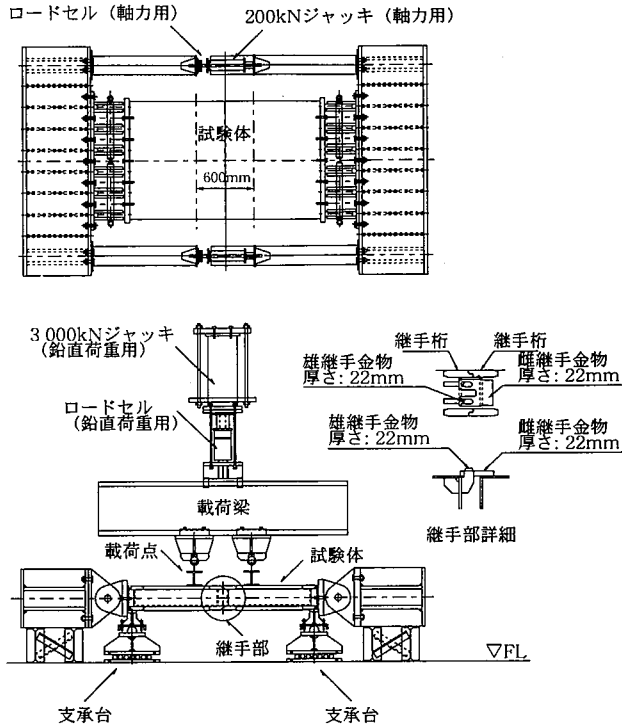 ロードセル（軸力用）
200kNジャッキ（軸力用）
試験体
600mm
3 000kNジャッキ
（鉛直荷重用）
ロードセル
（鉛直荷重用）
載荷梁
載荷点
試験体
継手部
支承台
支承台
▽FL
継手桁
継手桁
雄継手金物
厚さ：22mm
雌継手金物
厚さ：22mm
雄継手金物
厚さ：22mm
雌継手金物
厚さ：22mm
継手部詳細